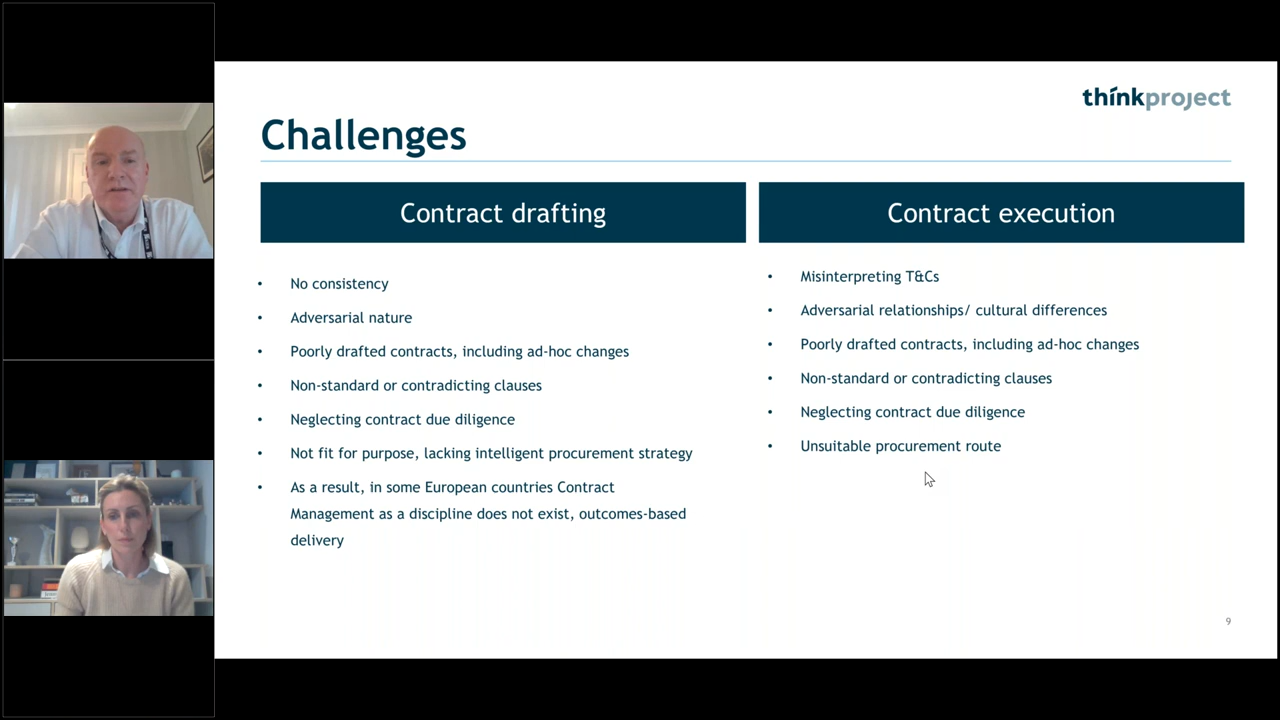 thinkproject
Challenges
Contract drafting
• No consistency
• Adversarial nature
• Poorly drafted contracts, including ad-hoc changes
• Non-standard or contradicting clauses
• Neglecting contract due diligence
• Not fit for purpose, lacking intelligent procurement strategy
• As a result, in some European countries Contract
Management as a discipline does not exist, outcomes-based
delivery
Contract execution
• Misinterpreting T&Cs
• Adversarial relationships/ cultural differences
• Poorly drafted contracts, including ad-hoc changes
• Non-standard or contradicting clauses
• Neglecting contract due diligence
• Unsuitable procurement route
9